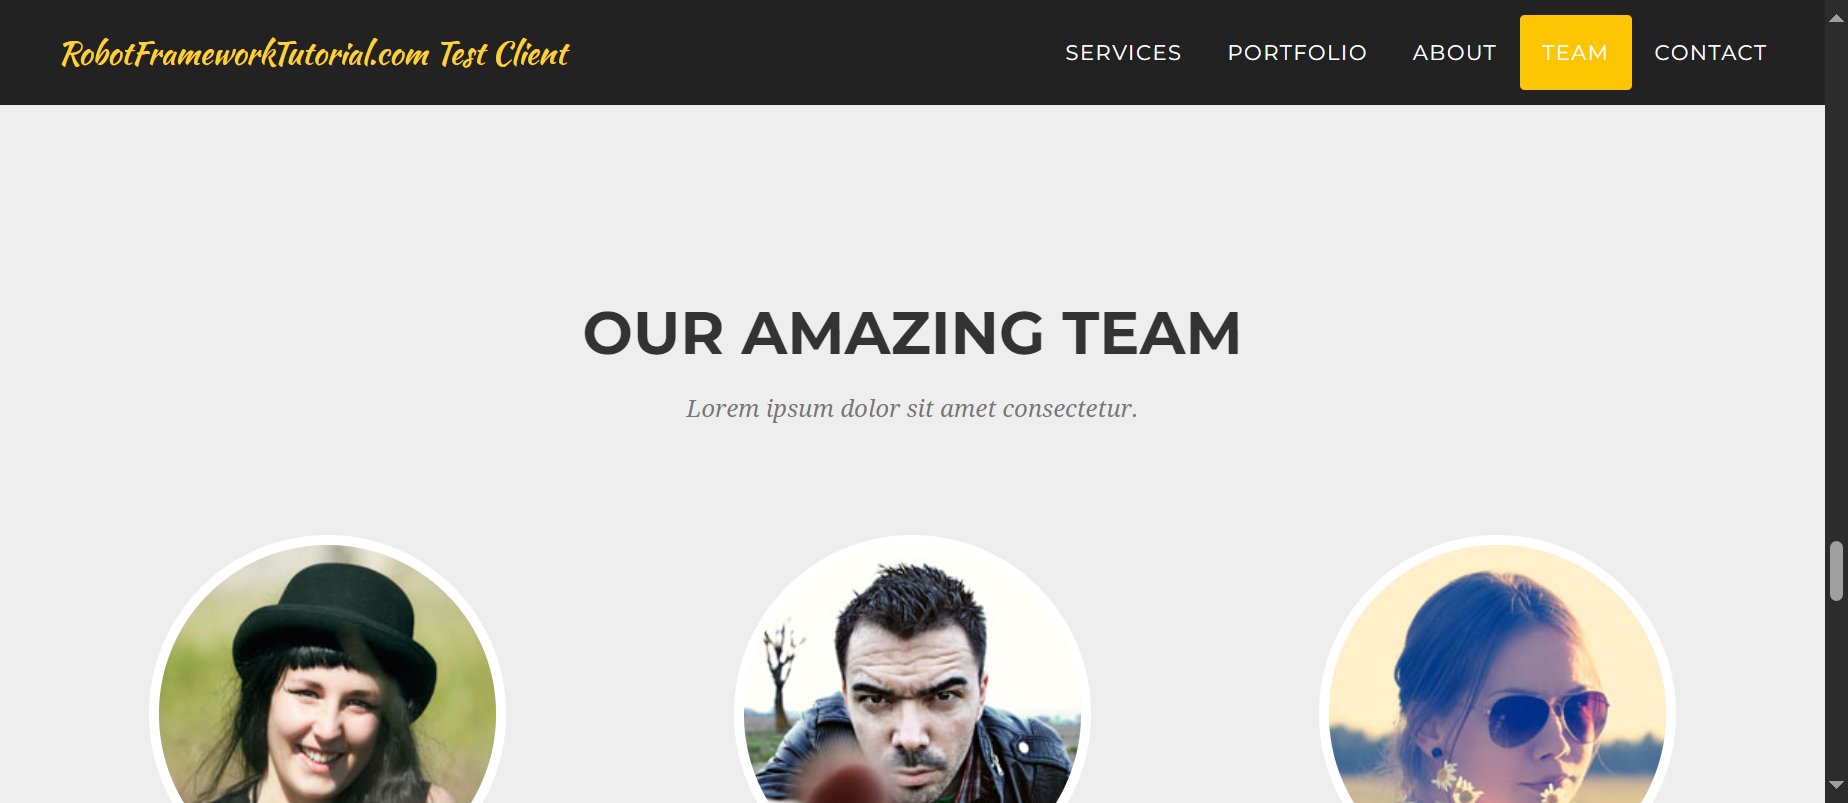 RobotFrameworkTutorial.com Test Client
SERVICES PORTFOLIO ABOUT TEAM CONTACT
OUR AMAZING TEAM
Lorem ipsum dolor sit amet consectetur.